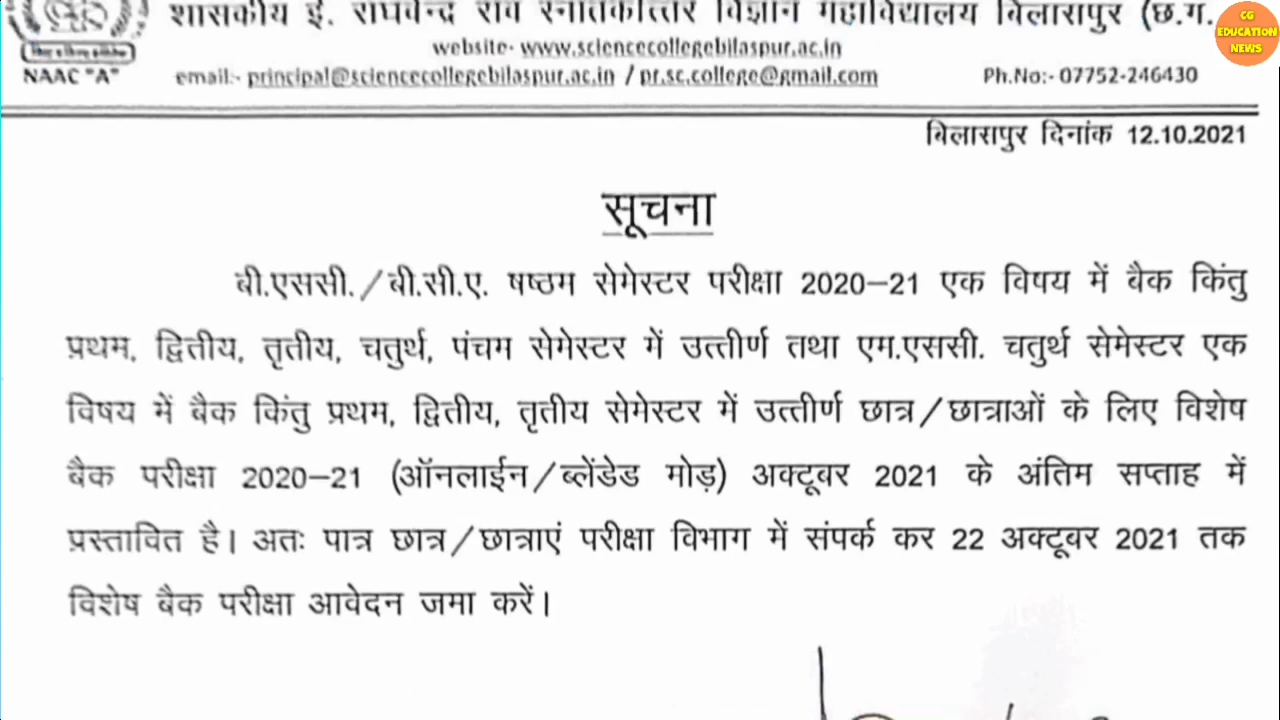 शासकीय ई. राघवेन्द्र राव स्नातकोत्तर विज्ञान महाविद्यालय बिलासपुर (छ.ग.
CG
EDUCATION
NEWS
website- www.sciencecollegebilaspur.ac.in
NAAC "A"
email:- principal@sciencecollegebilaspur.ac.in / pr.sc.college@gmail.com
Ph.No:- 07752-246430
बिलासपुर दिनांक 12.10.2021
सूचना
बी.एससी./बी.सी.ए. षष्ठम सेमेस्टर परीक्षा 2020–21 एक विषय में बैक किंतु
प्रथम, द्वितीय, तृतीय, चतुर्थ, पंचम सेमेस्टर में उत्तीर्ण तथा एम.एससी. चतुर्थ सेमेस्टर एक
विषय में बैक किंतु प्रथम, द्वितीय, तृतीय सेमेस्टर में उत्तीर्ण छात्र/छात्राओं के लिए विशेष
बैक परीक्षा 2020–21 (ऑनलाईन/ब्लेंडेड मोड़) अक्टूबर 2021 के अंतिम सप्ताह में
प्रस्तावित है। अतः पात्र छात्र/छात्राएं परीक्षा विभाग में संपर्क कर 22 अक्टूबर 2021 तक
विशेष बैक परीक्षा आवेदन जमा करें।